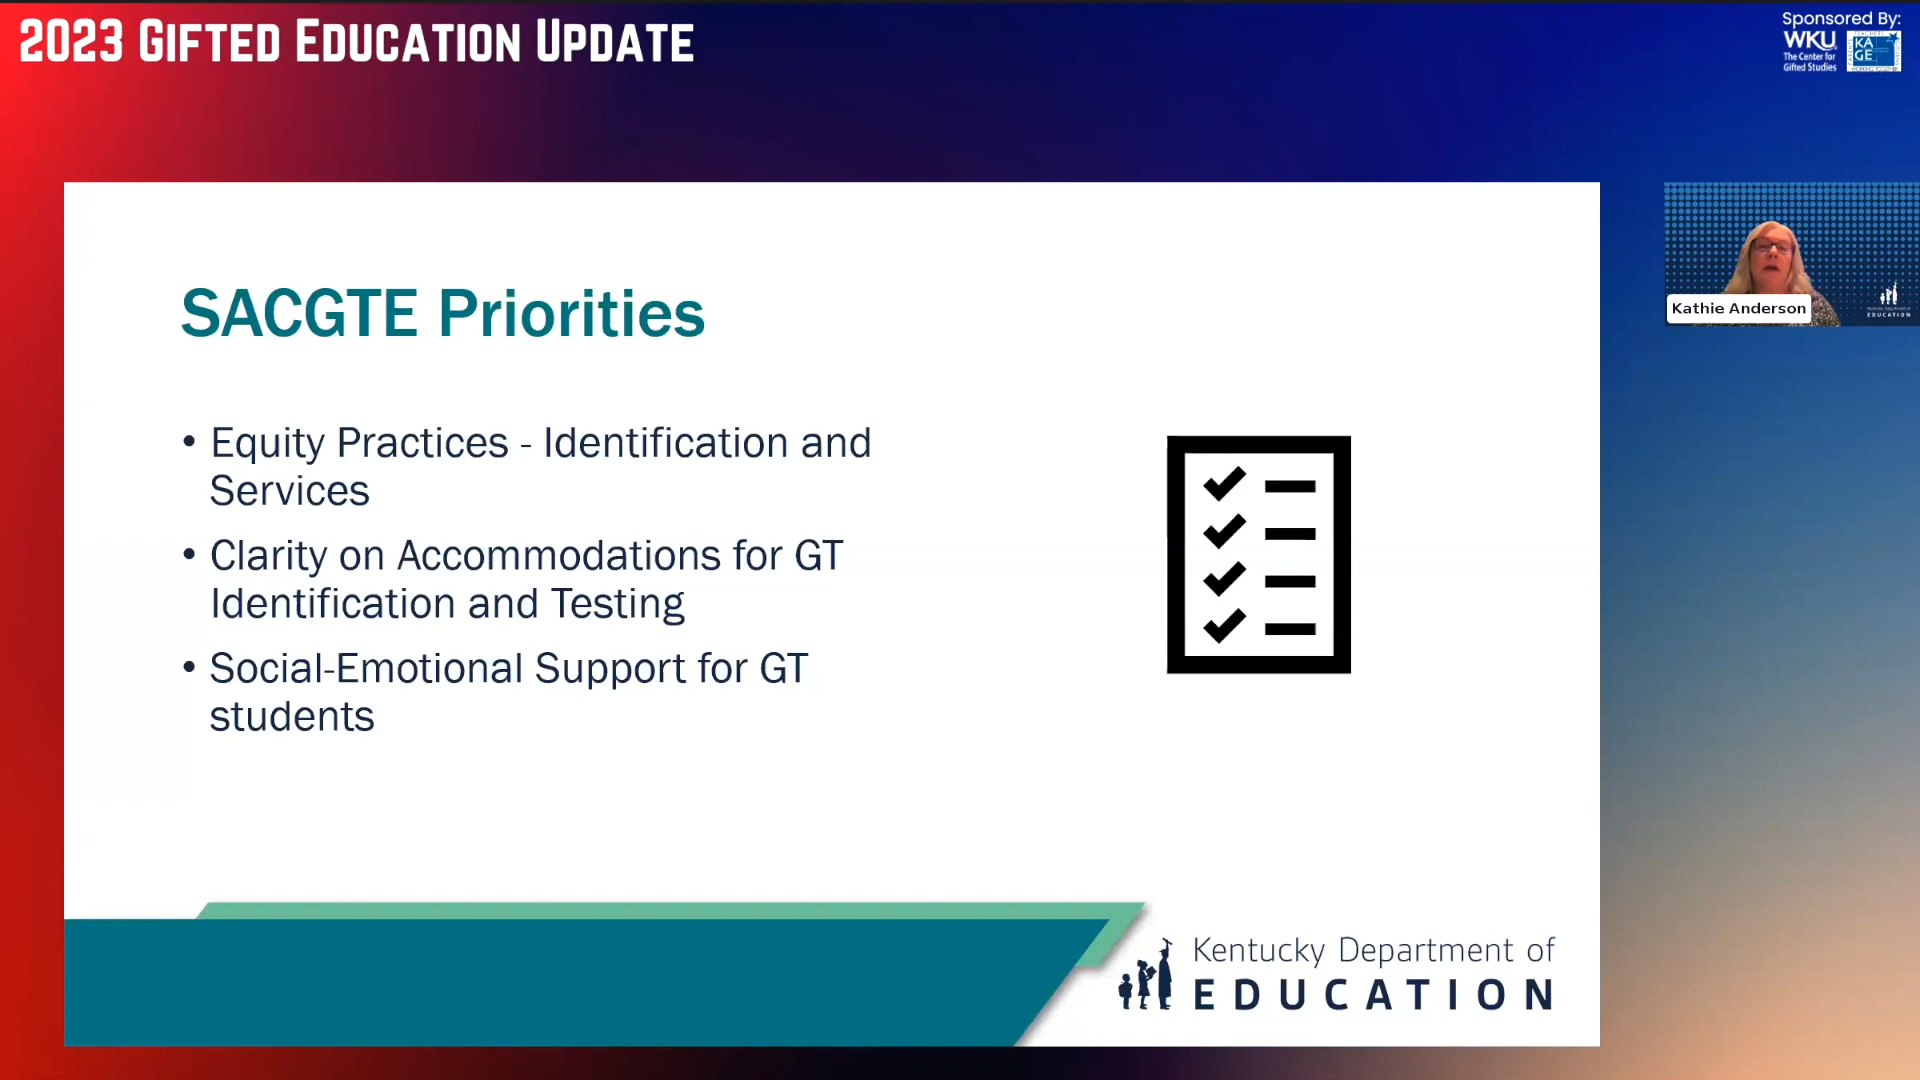 2023 Gifted Education Update
Sponsored By:
WKU
The Center for
Gifted Studies
KA
GE
SACGTE Priorities
• Equity Practices - Identification and
Services
• Clarity on Accommodations for GT
Identification and Testing
• Social-Emotional Support for GT
students
Kathie Anderson
EDUCATION
Kentucky Department of
EDUCATION